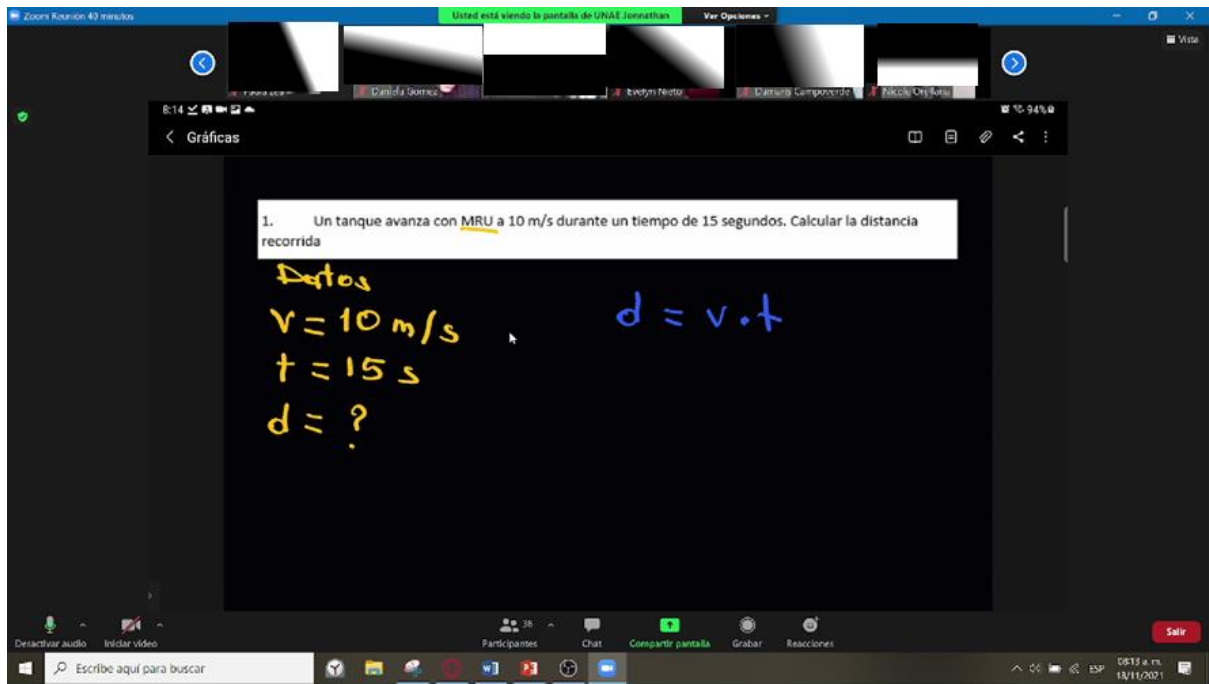 Zoom Reunión 40 minutos
Usted está viendo la pantalla de UNAE Jonnathan Ver Opciones
Vista
Daniela Gomez Evelyn Nieto Damaris Campoverde Nicole Orellana
8:14 94%
< Gráficas
1. Un tanque avanza con MRU a 10 m/s durante un tiempo de 15 segundos. Calcular la distancia
recorrida
Datos
v = 10 m/s
d = v . t
t = 15 s
d = ?
38
Desactivar audio Iniciar video Participantes Chat Compartir pantalla Grabar Reacciones
Salir
Escribe aquí para buscar
ESP
08:13 a. m.
18/11/2021